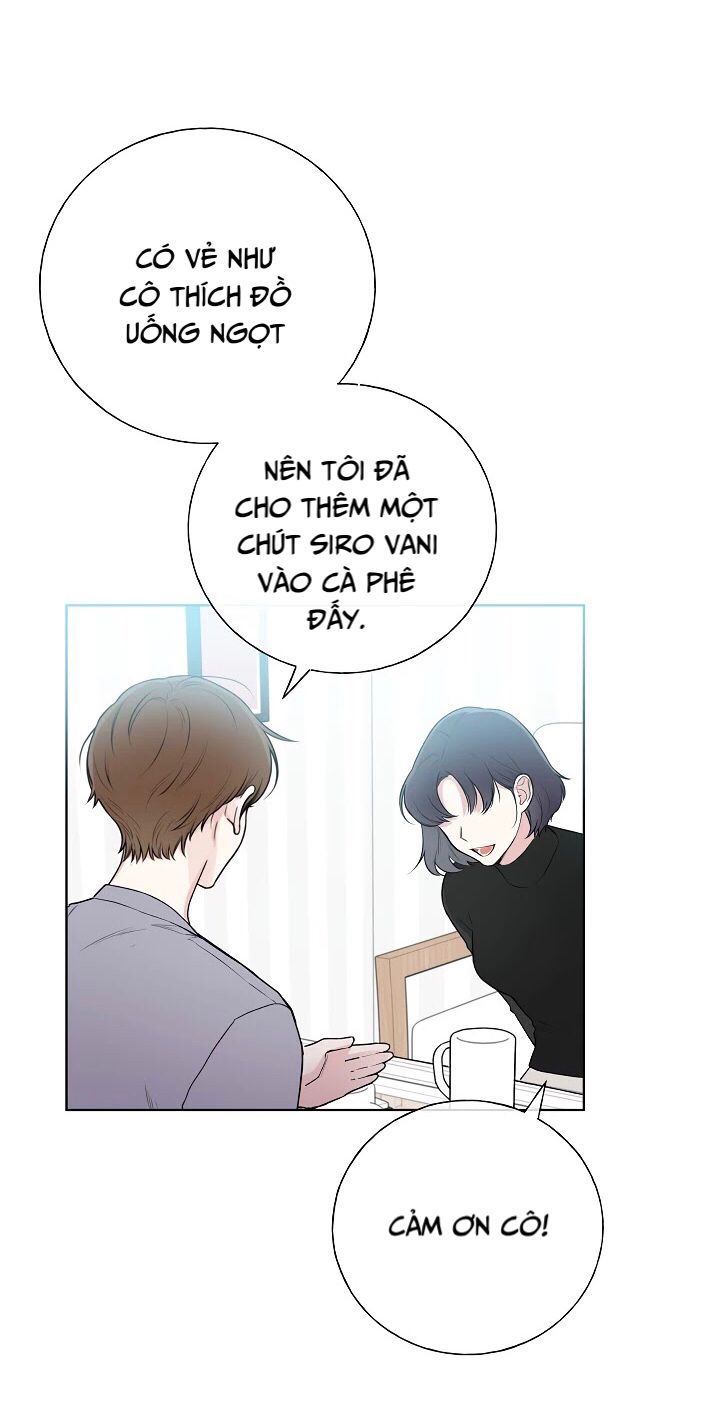 CÓ VẺ NHƯ
CÔ THÍCH ĐỒ
UỐNG NGỌT
NÊN TÔI ĐÃ
CHO THÊM MỘT
CHÚT SIRO VANI
VÀO CÀ PHÊ
ĐẤY.
CẢM ƠN CÔ!